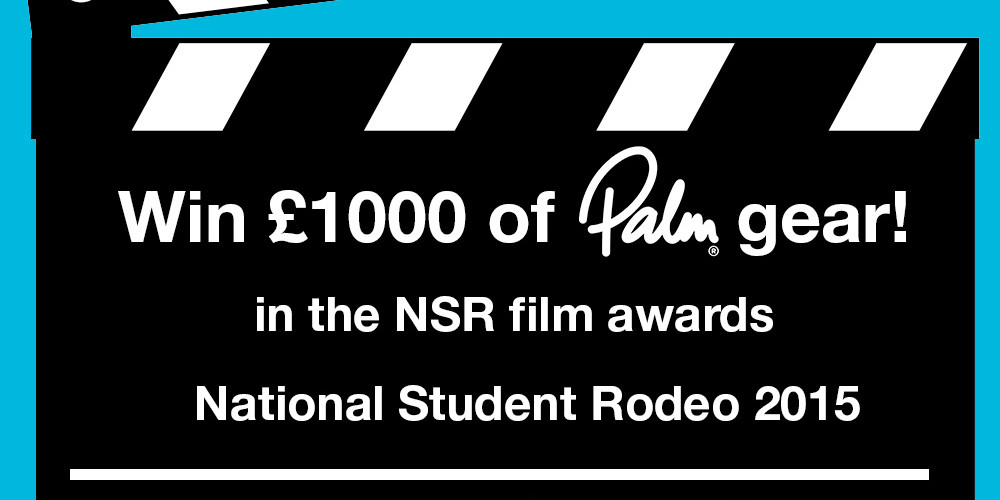 Win £1000 of Palm® gear!
in the NSR film awards
National Student Rodeo 2015